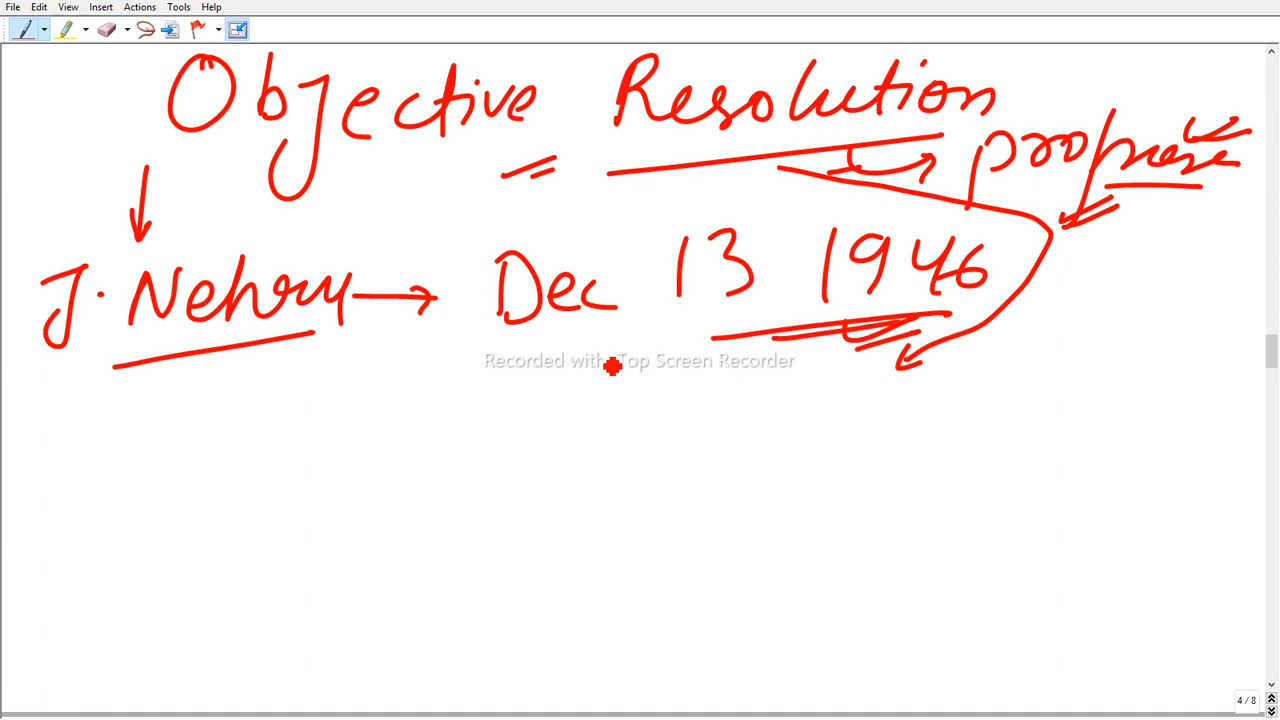 File Edit View Insert Actions Tools Help
Objective Resolution
propose
J. Nehru → Dec 13 1946
Recorded with Top Screen Recorder
4 / 8